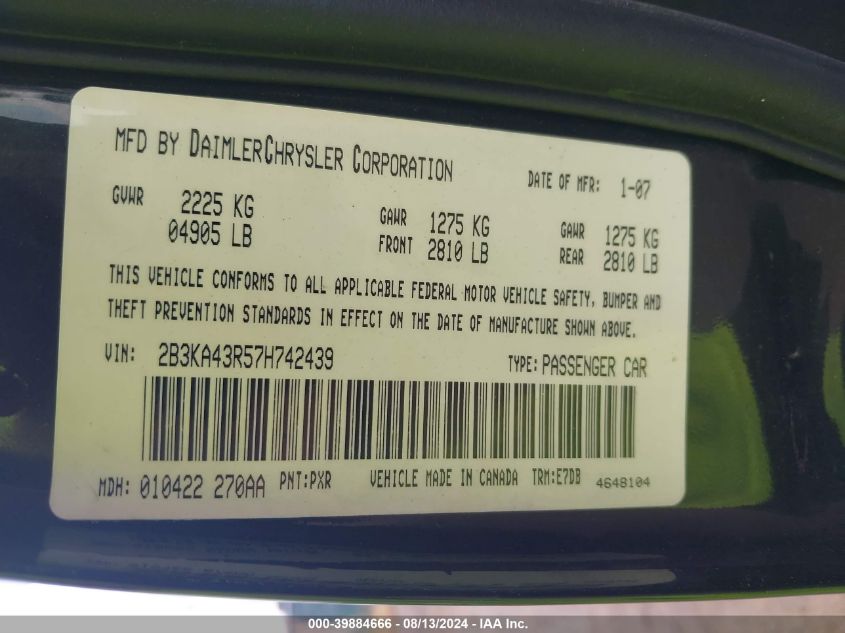 MFD BY DAIMLERCHRYSLER CORPORATION DATE OF MFR: 1-07
GVWR 2225 KG GAWR 1275 KG GAWR 1275 KG
04905 LB FRONT 2810 LB REAR 2810 LB
THIS VEHICLE CONFORMS TO ALL APPLICABLE FEDERAL MOTOR VEHICLE SAFETY, BUMPER AND
THEFT PREVENTION STANDARDS IN EFFECT ON THE DATE OF MANUFACTURE SHOWN ABOVE.
VIN: 2B3KA43R57H742439 TYPE: PASSENGER CAR
MDH: 010422 270AA PNT:PXR VEHICLE MADE IN CANADA TRM:E7DB 4648104
000-39884666 - 08/13/2024 - IAA Inc.